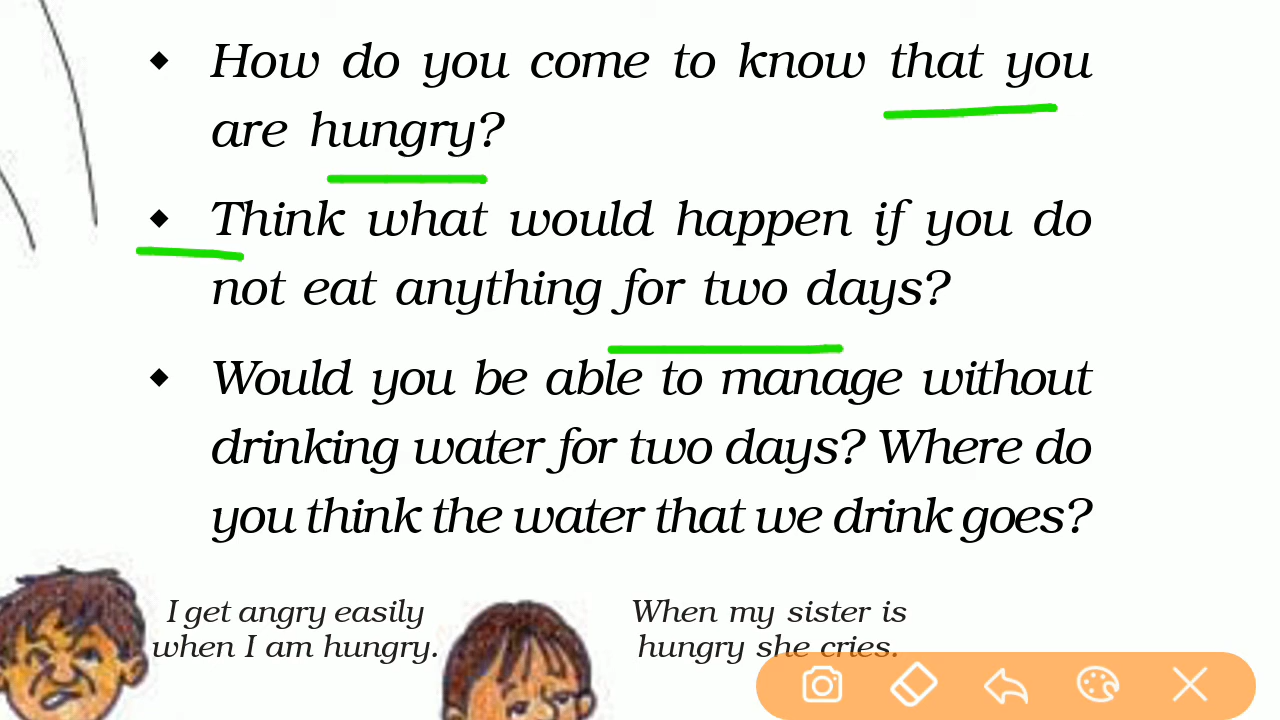 ◆ How do you come to know that you
are hungry?
◆ Think what would happen if you do
not eat anything for two days?
◆ Would you be able to manage without
drinking water for two days? Where do
you think the water that we drink goes?
I get angry easily
when I am hungry.
When my sister is
hungry she cries.